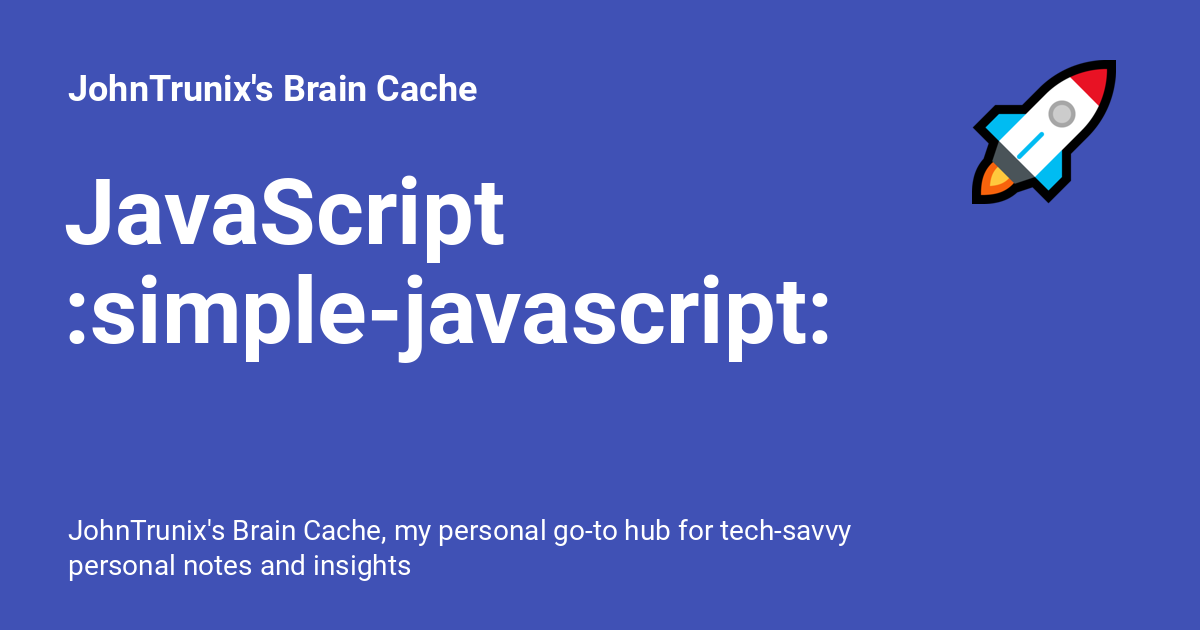 JohnTrunix's Brain Cache
JavaScript
:simple-javascript:
JohnTrunix's Brain Cache, my personal go-to hub for tech-savvy
personal notes and insights